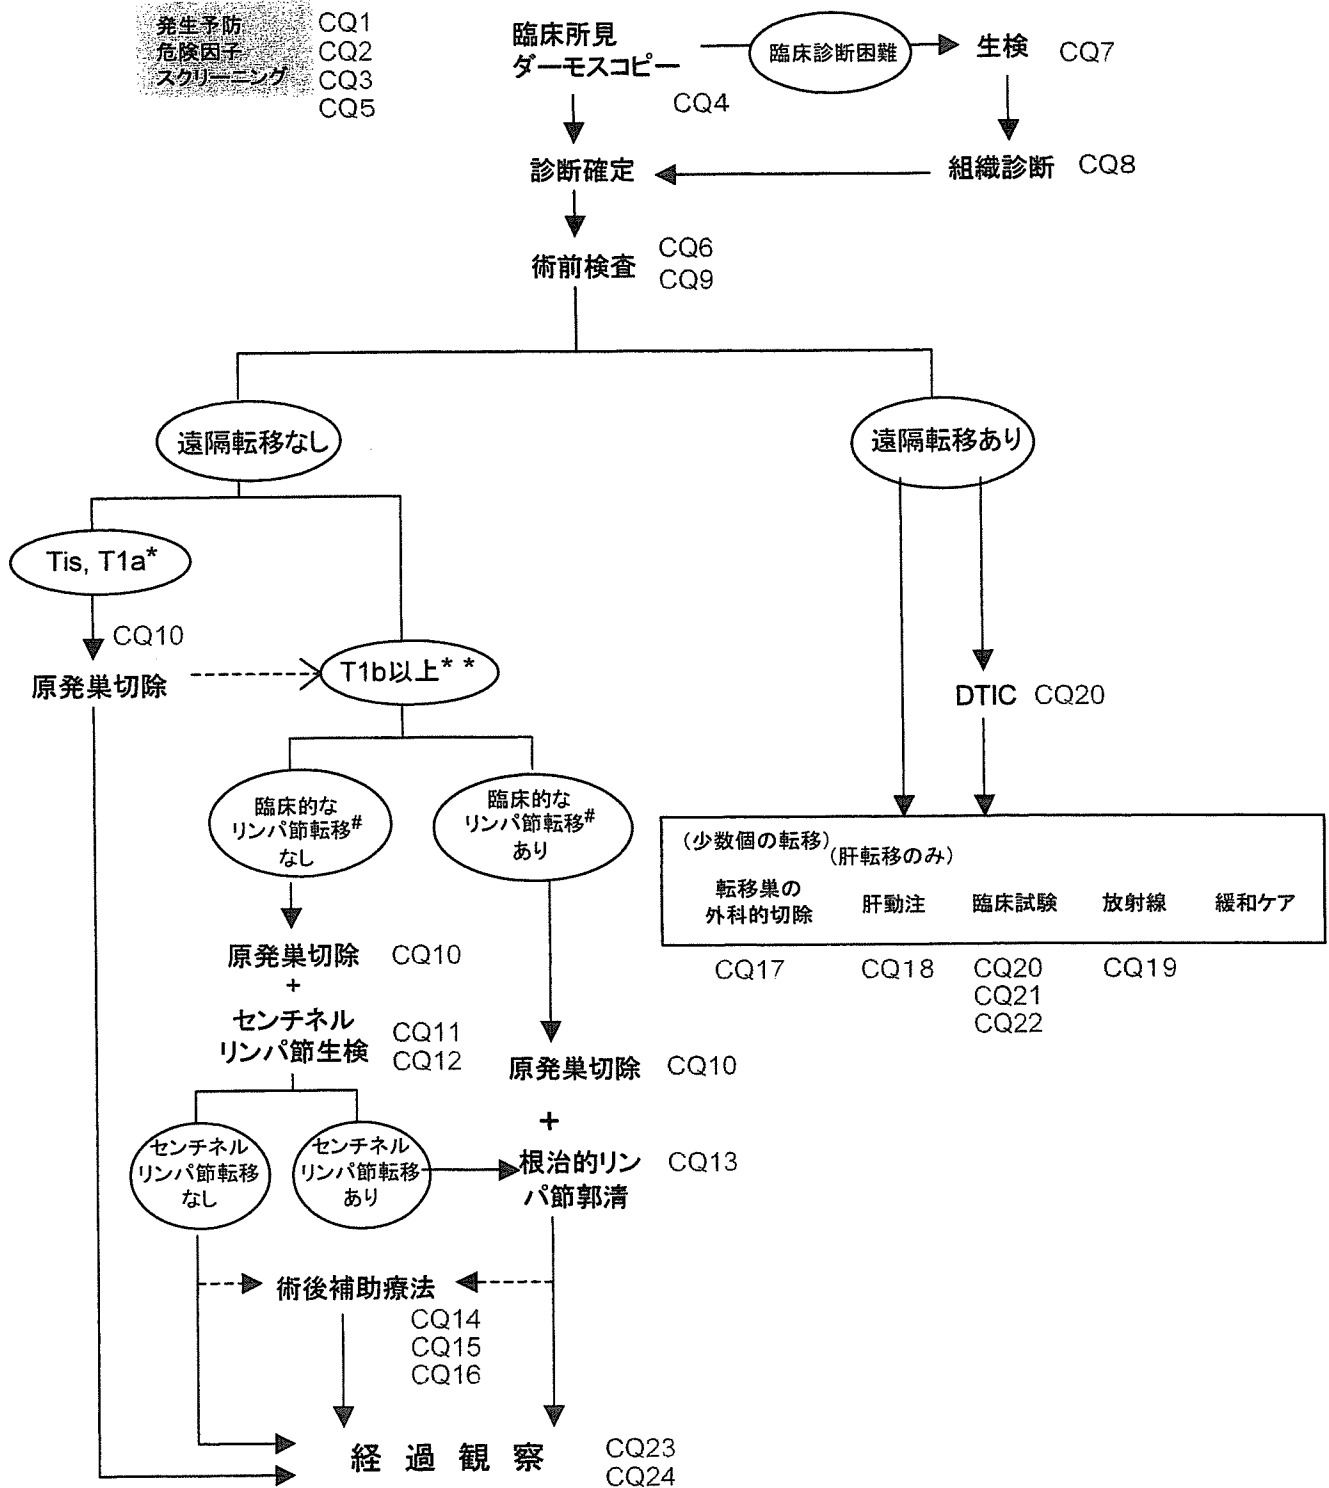 発生予防 CQ1
危険因子 CQ2
スクリーニング CQ3
CQ5
臨床所見
ダーモスコピー
CQ4
臨床診断困難
生検 CQ7
診断確定
組織診断 CQ8
術前検査
CQ6
CQ9
遠隔転移なし
遠隔転移あり
Tis, T1a*
CQ10
原発巣切除
T1b以上**
DTIC CQ20
臨床的な
リンパ節転移#
なし
臨床的な
リンパ節転移#
あり
(少数個の転移)
(肝転移のみ)
転移巣の
外科的切除
肝動注
臨床試験
放射線
緩和ケア
CQ17
CQ18
CQ20
CQ21
CQ22
CQ19
原発巣切除 CQ10
+
センチネル
リンパ節生検
CQ11
CQ12
原発巣切除 CQ10
+
根治的リン
パ節郭清
CQ13
センチネル
リンパ節転移
なし
センチネル
リンパ節転移
あり
術後補助療法
CQ14
CQ15
CQ16
経過観察
CQ23
CQ24